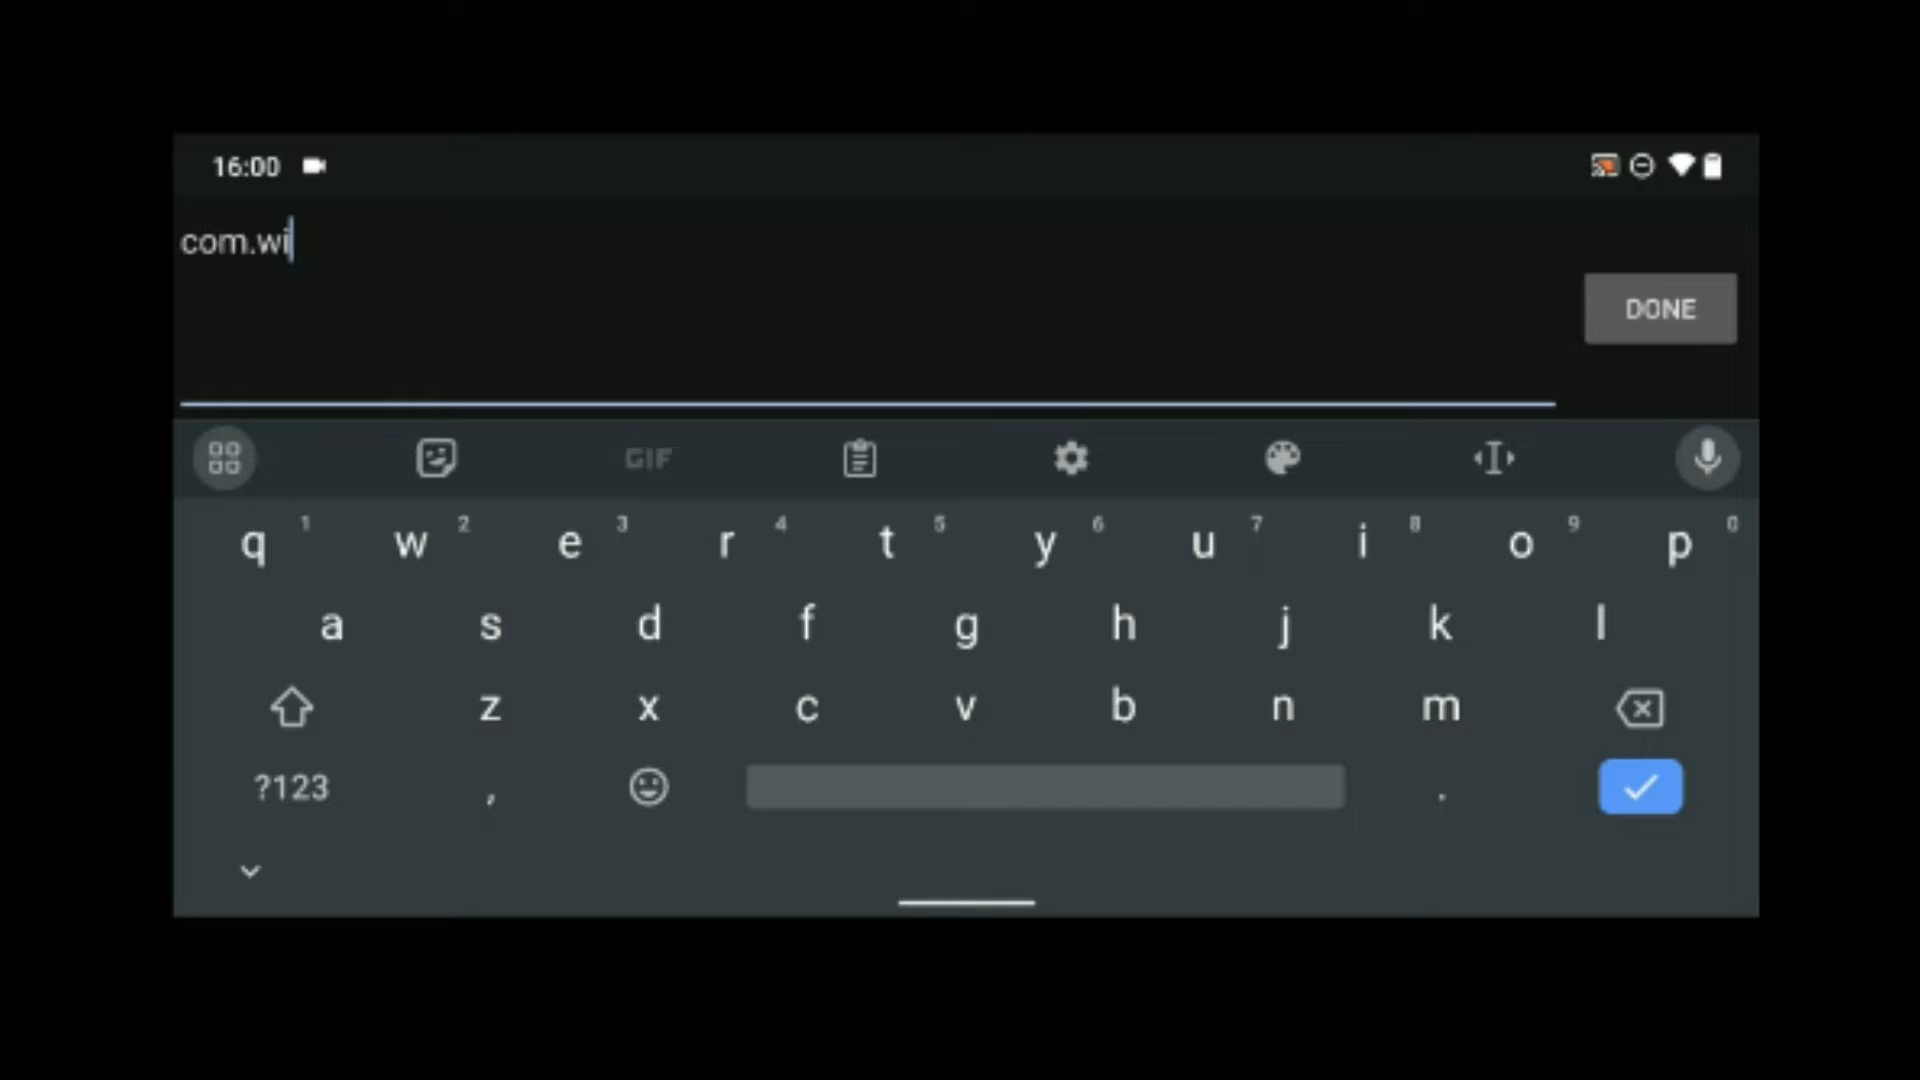 16:00
com.wi
DONE
GIF
q 1 w 2 e 3 r 4 t 5 y 6 u 7 i 8 o 9 p 0
a s d f g h j k l
z x c v b n m
?123 , .